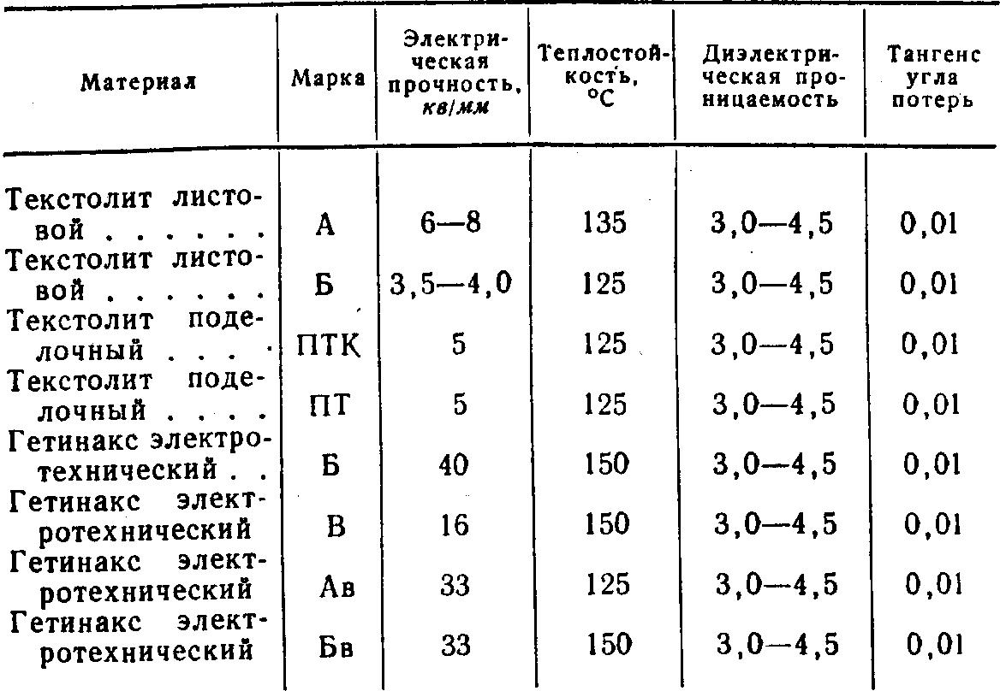 Материал
Марка
Электри-
ческая
прочность,
кв/мм
Теплостой-
кость,
°С
Диэлектри-
ческая про-
ницаемость
Тангенс
угла
потерь
Текстолит листо-
вой . . . . . . А 6—8 135 3,0—4,5 0,01
Текстолит листо-
вой . . . . . . Б 3,5—4,0 125 3,0—4,5 0,01
Текстолит поде-
лочный . . . . ПТК 5 125 3,0—4,5 0,01
Текстолит поде-
лочный . . . . ПТ 5 125 3,0—4,5 0,01
Гетинакс электро-
технический . . Б 40 150 3,0—4,5 0,01
Гетинакс элект-
ротехнический В 16 150 3,0—4,5 0,01
Гетинакс элект-
ротехнический Ав 33 125 3,0—4,5 0,01
Гетинакс элект-
ротехнический Бв 33 150 3,0—4,5 0,01